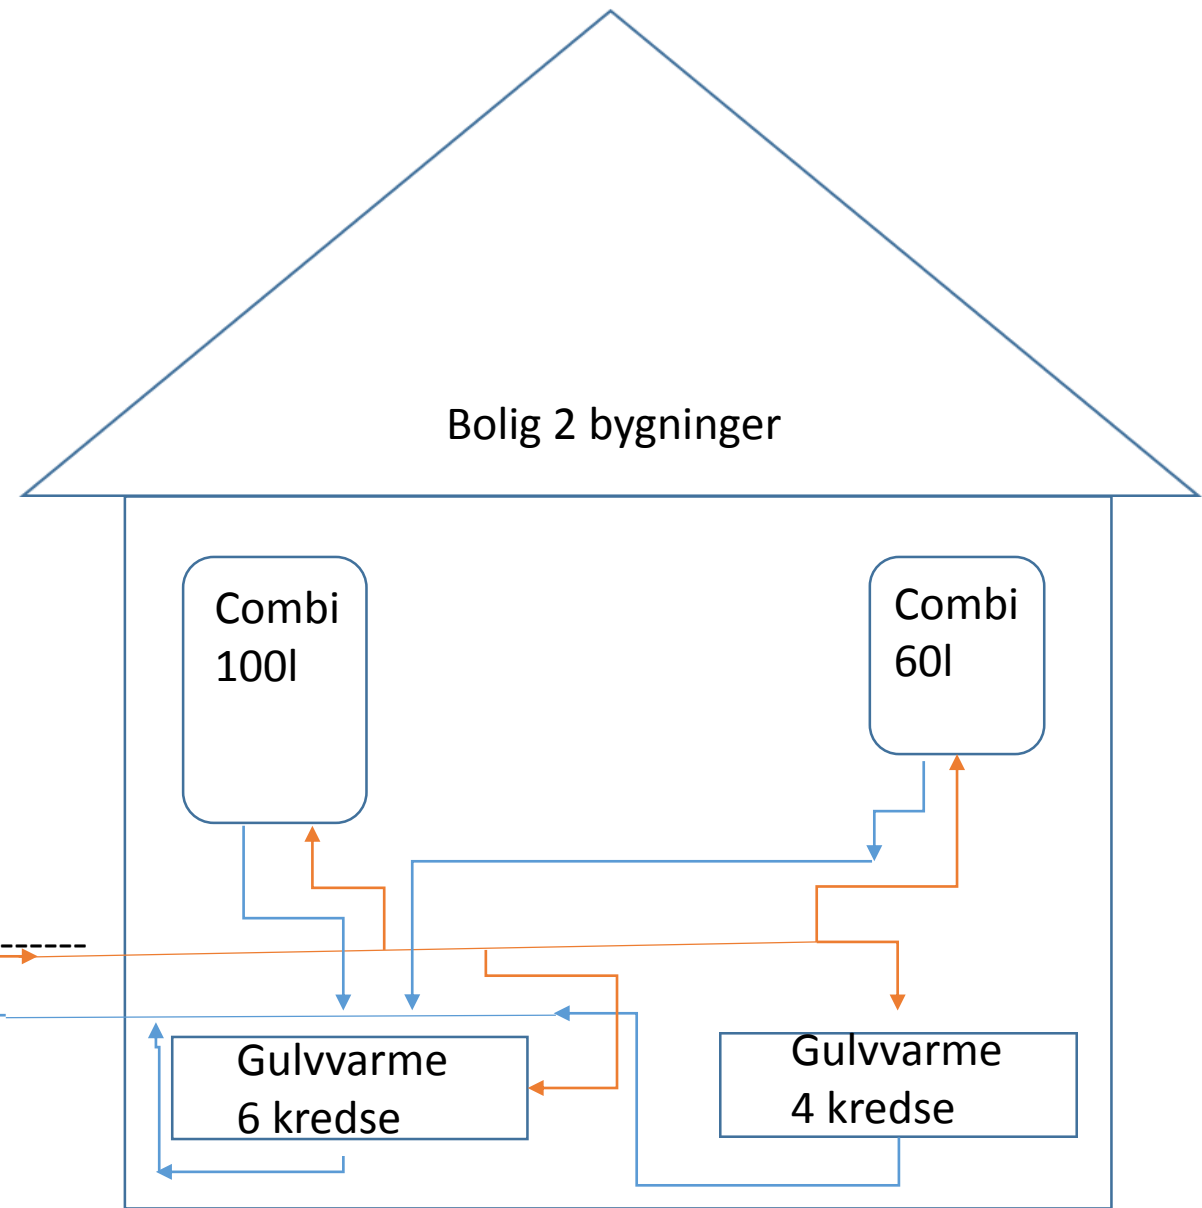 Bolig 2 bygninger
Combi
100l
Combi
60l
Gulvvarme
6 kredse
Gulvvarme
4 kredse